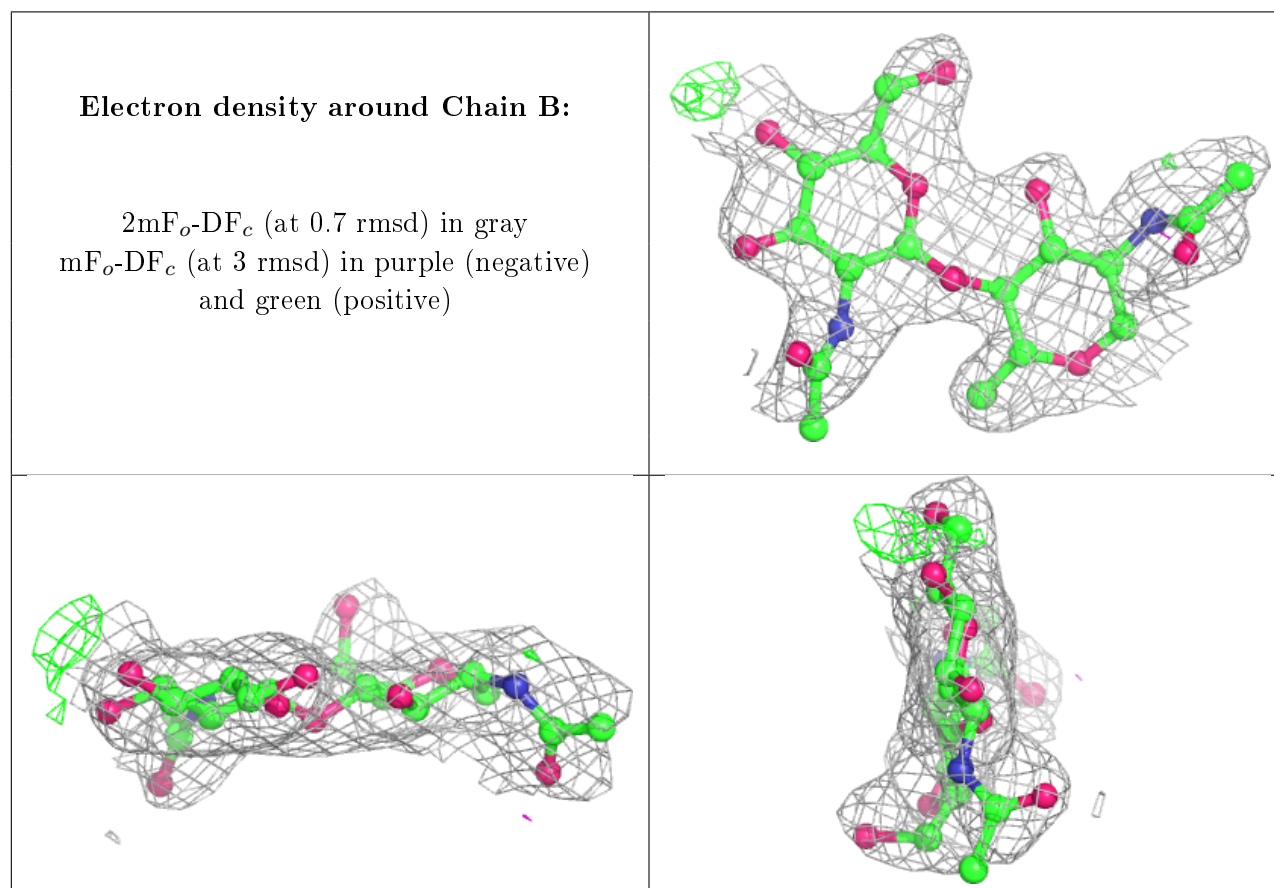 Electron density around Chain B:
2mFₒ-DF𝑐 (at 0.7 rmsd) in gray
mFₒ-DF𝑐 (at 3 rmsd) in purple (negative)
and green (positive)